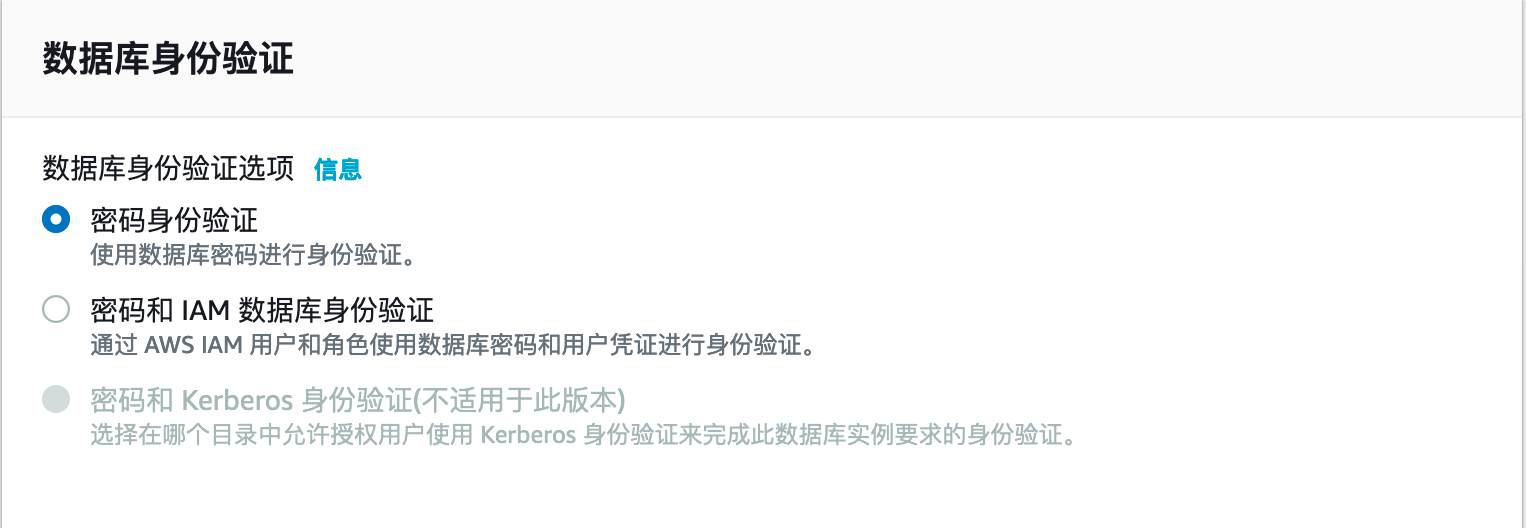 数据库身份验证
数据库身份验证选项 信息
密码身份验证
使用数据库密码进行身份验证。
密码和 IAM 数据库身份验证
通过 AWS IAM 用户和角色使用数据库密码和用户凭证进行身份验证。
密码和 Kerberos 身份验证(不适用于此版本)
选择在哪个目录中允许授权用户使用 Kerberos 身份验证来完成此数据库实例要求的身份验证。